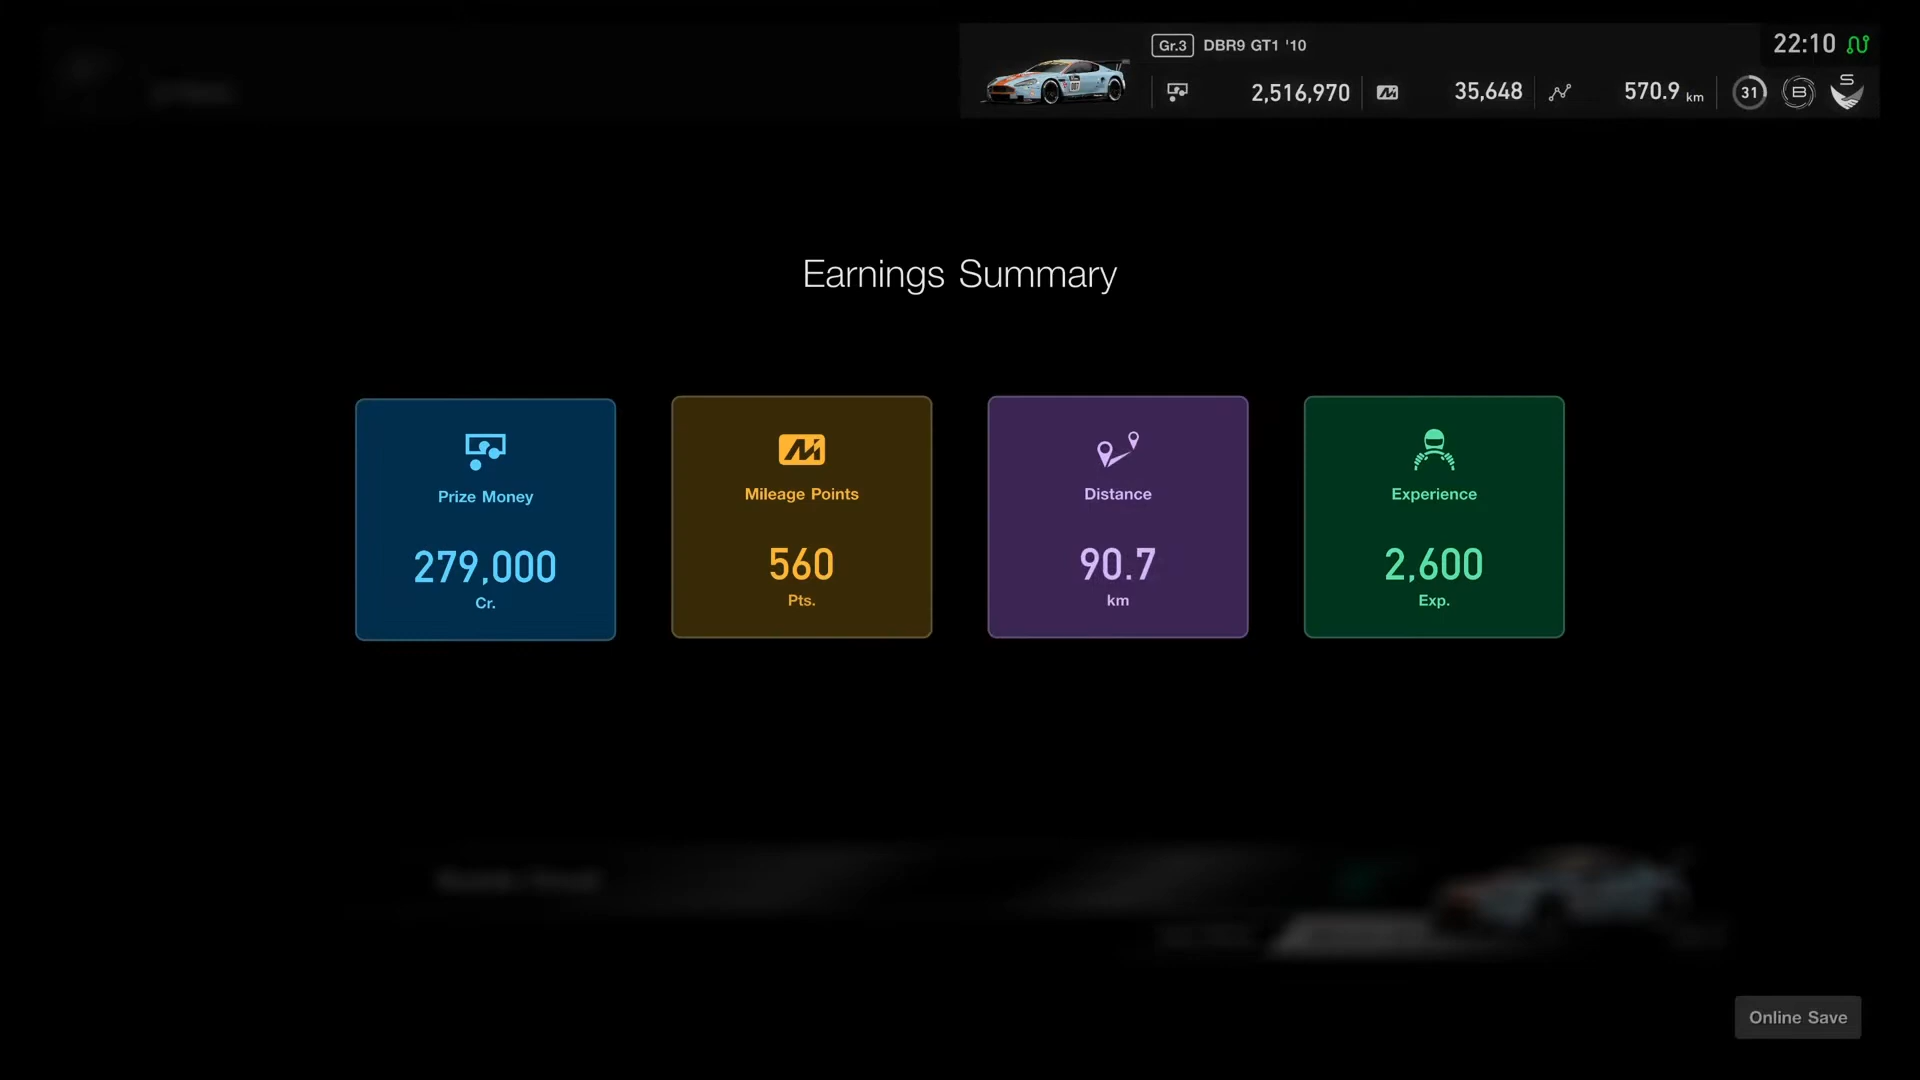 Gr.3 DBR9 GT1 '10
22:10
2,516,970
35,648
570.9 km
31
B
S
Earnings Summary
Prize Money
279,000
Cr.
Mileage Points
560
Pts.
Distance
90.7
km
Experience
2,600
Exp.
Online Save